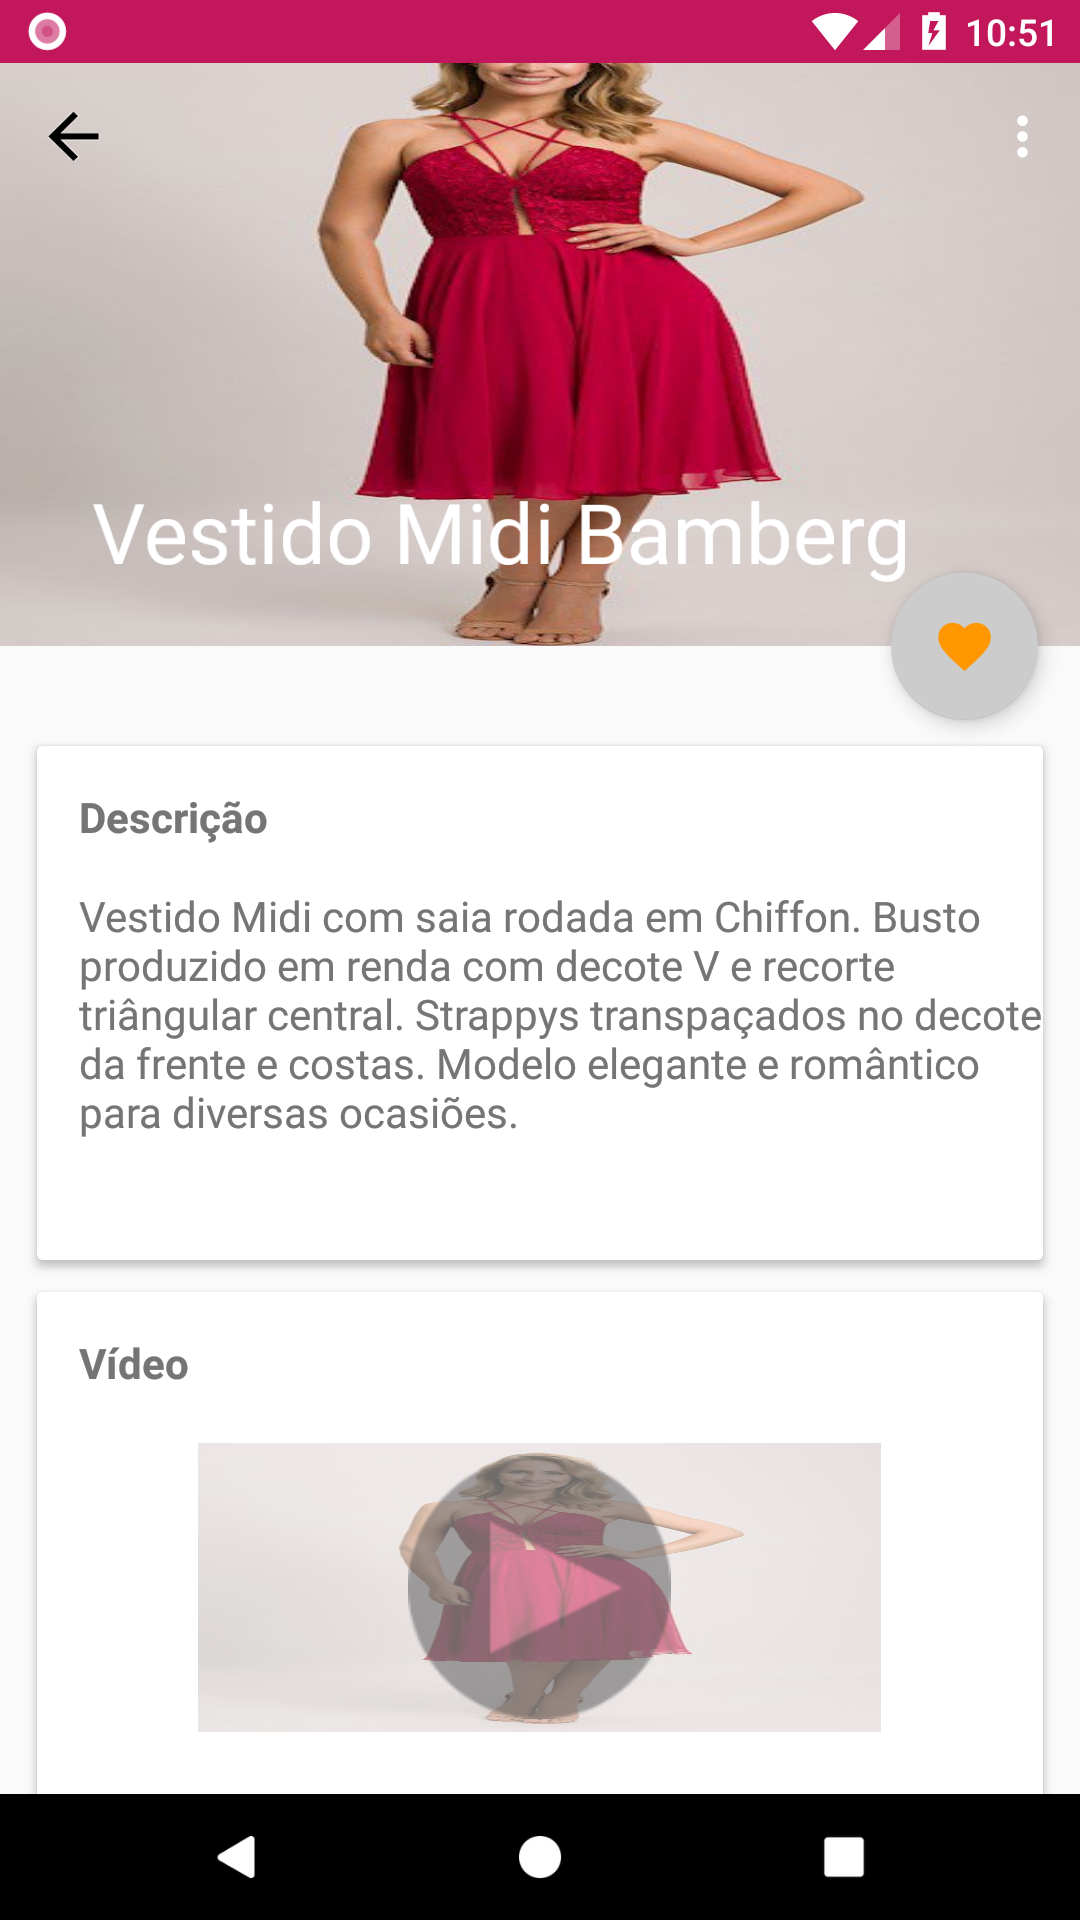 10:51
Vestido Midi Bamberg
Descrição
Vestido Midi com saia rodada em Chiffon. Busto
produzido em renda com decote V e recorte
triângular central. Strappys transpaçados no decote
da frente e costas. Modelo elegante e romântico
para diversas ocasiões.
Vídeo